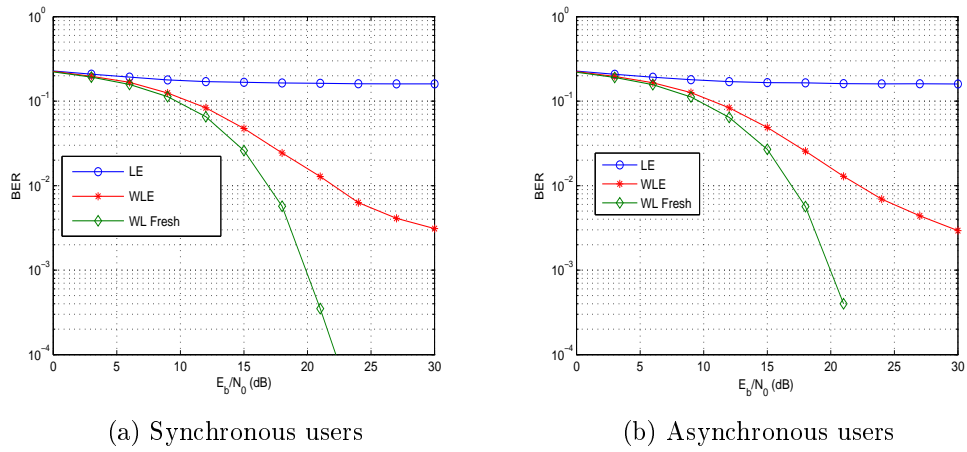 10^0
10^-1
10^-2
10^-3
10^-4
BER
LE
WLE
WL Fresh
0 5 10 15 20 25 30
E_b/N_0 (dB)
(a) Synchronous users
10^0
10^-1
10^-2
10^-3
10^-4
BER
LE
WLE
WL Fresh
0 5 10 15 20 25 30
E_b/N_0 (dB)
(b) Asynchronous users